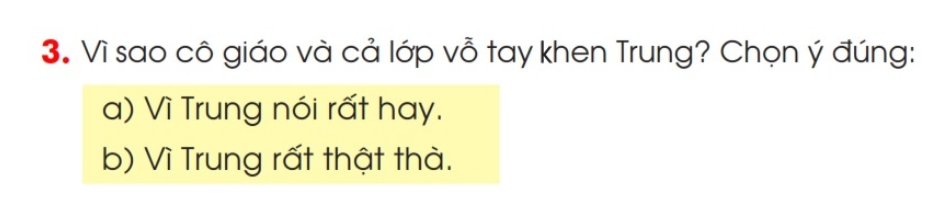 3. Vì sao cô giáo và cả lớp vỗ tay khen Trung? Chọn ý đúng:
a) Vì Trung nói rất hay.
b) Vì Trung rất thật thà.